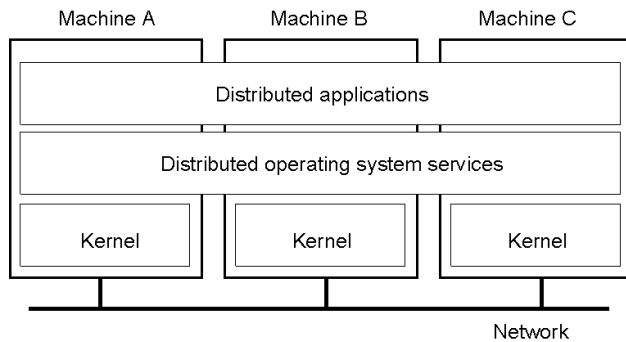 Machine A
Machine B
Machine C
Distributed applications
Distributed operating system services
Kernel
Kernel
Kernel
Network